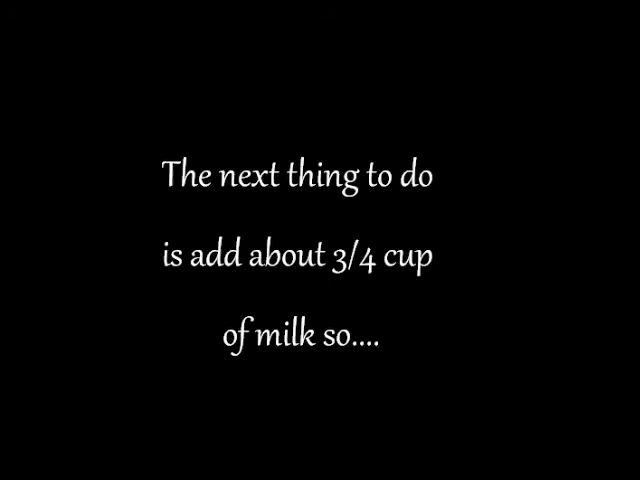 The next thing to do
is add about 3/4 cup
of milk so....